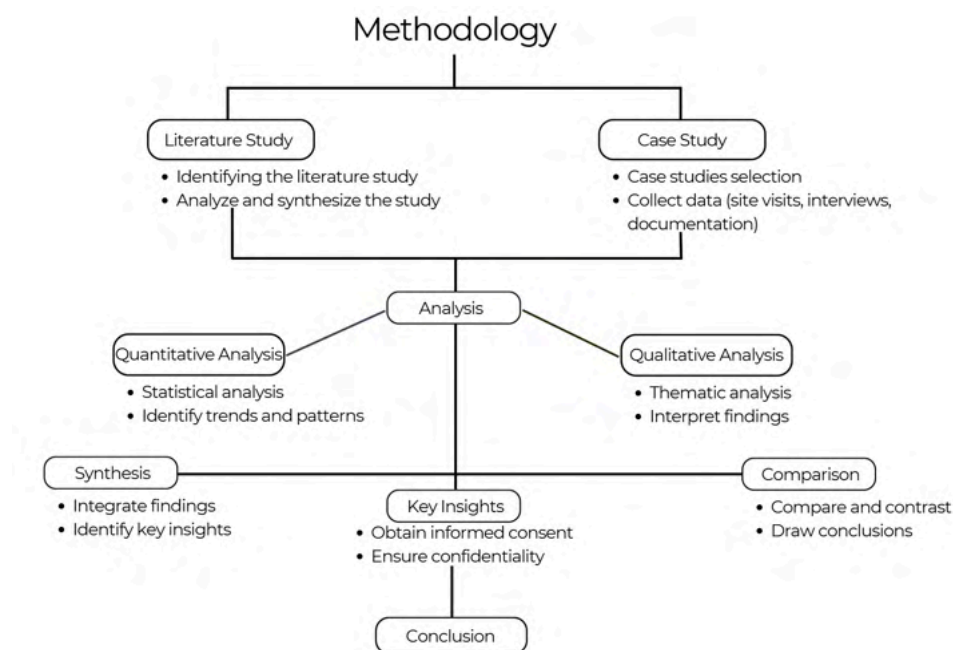 Methodology
Literature Study
• Identifying the literature study
• Analyze and synthesize the study
Case Study
• Case studies selection
• Collect data (site visits, interviews,
documentation)
Analysis
Quantitative Analysis
• Statistical analysis
• Identify trends and patterns
Qualitative Analysis
• Thematic analysis
• Interpret findings
Synthesis
• Integrate findings
• Identify key insights
Key Insights
• Obtain informed consent
• Ensure confidentiality
Comparison
• Compare and contrast
• Draw conclusions
Conclusion